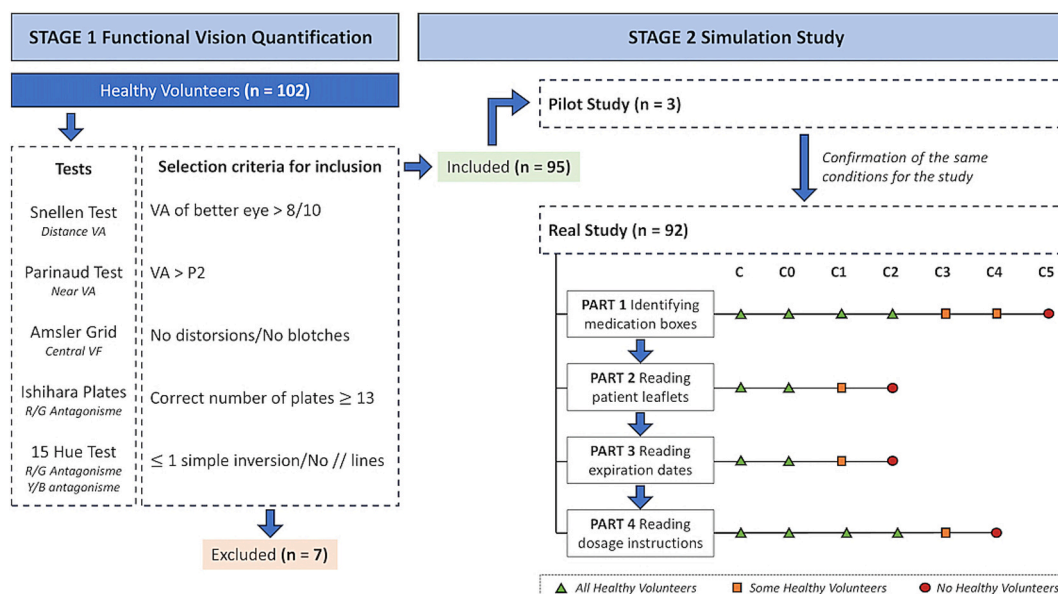 STAGE 1 Functional Vision Quantification
STAGE 2 Simulation Study
Healthy Volunteers (n = 102)
Tests
Selection criteria for inclusion
Snellen Test
Distance VA
VA of better eye > 8/10
Parinaud Test
Near VA
VA > P2
Amsler Grid
Central VF
No distorsions/No blotches
Ishihara Plates
R/G Antagonisme
Correct number of plates ≥ 13
15 Hue Test
R/G Antagonisme
Y/B antagonisme
≤ 1 simple inversion/No // lines
Excluded (n = 7)
Included (n = 95)
Pilot Study (n = 3)
Confirmation of the same
conditions for the study
Real Study (n = 92)
C C0 C1 C2 C3 C4 C5
PART 1 Identifying
medication boxes
PART 2 Reading
patient leaflets
PART 3 Reading
expiration dates
PART 4 Reading
dosage instructions
All Healthy Volunteers Some Healthy Volunteers No Healthy Volunteers